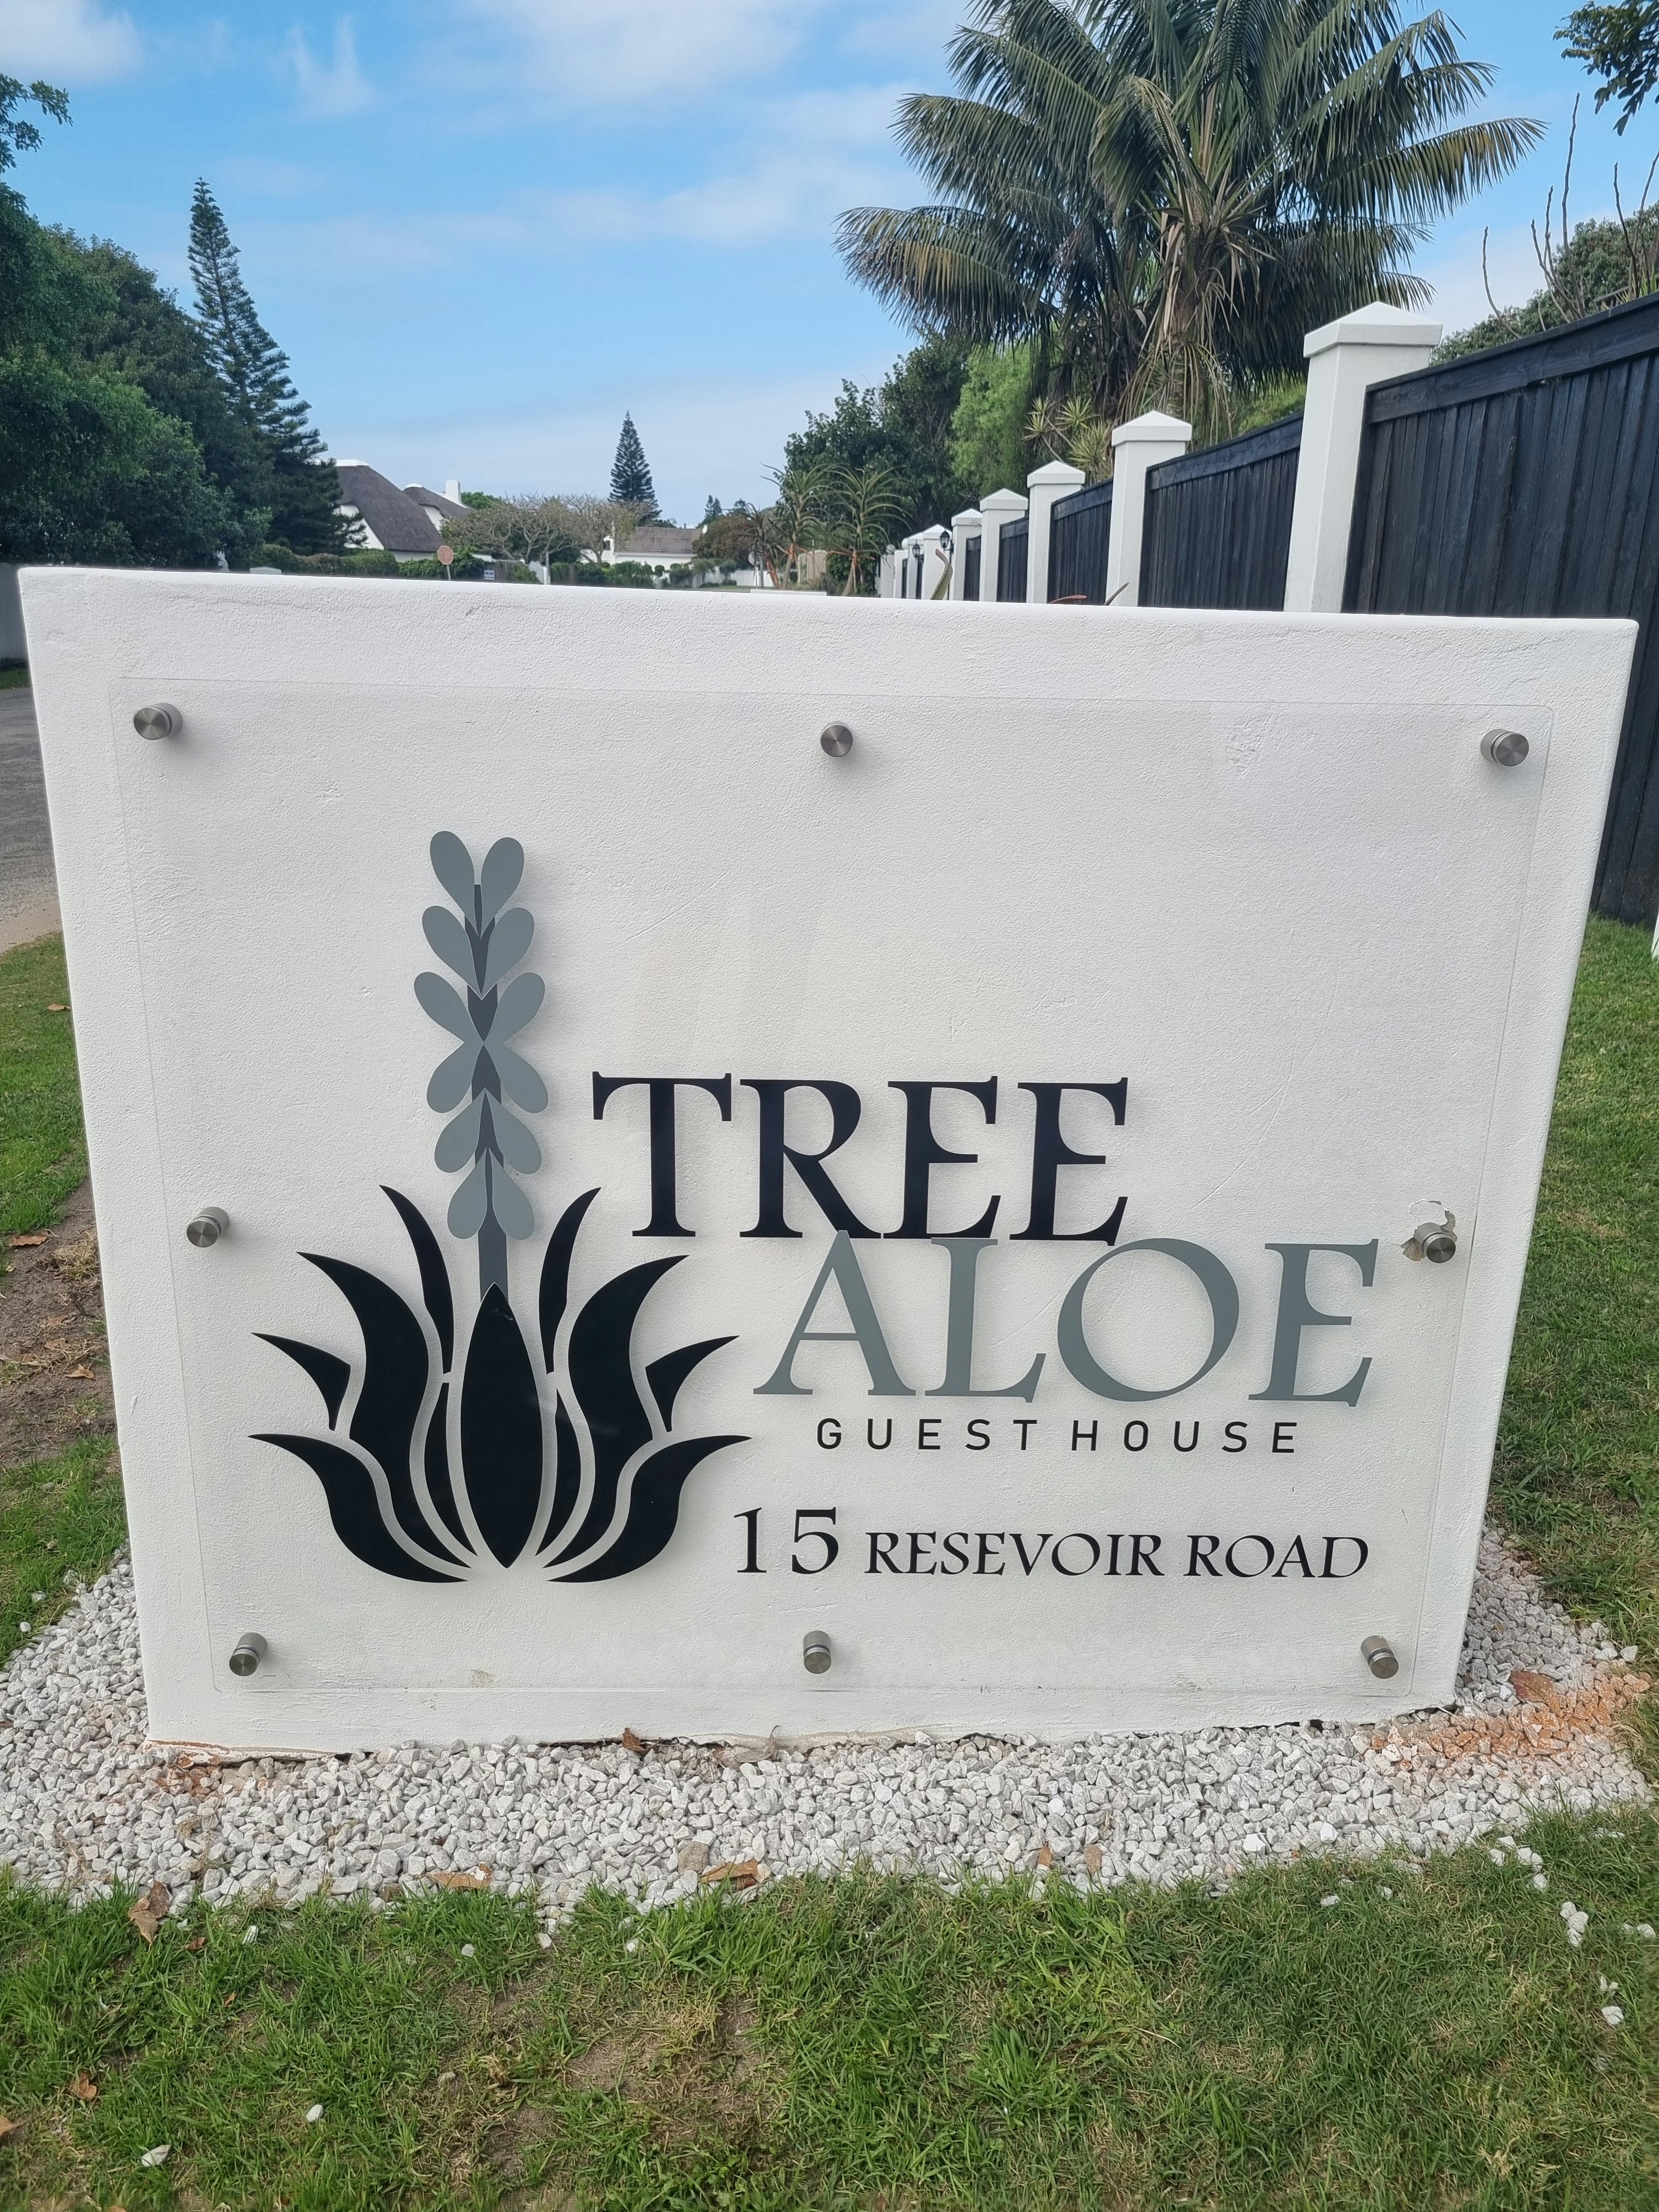 TREE
ALOE
GUEST HOUSE
15 RESEVOIR ROAD